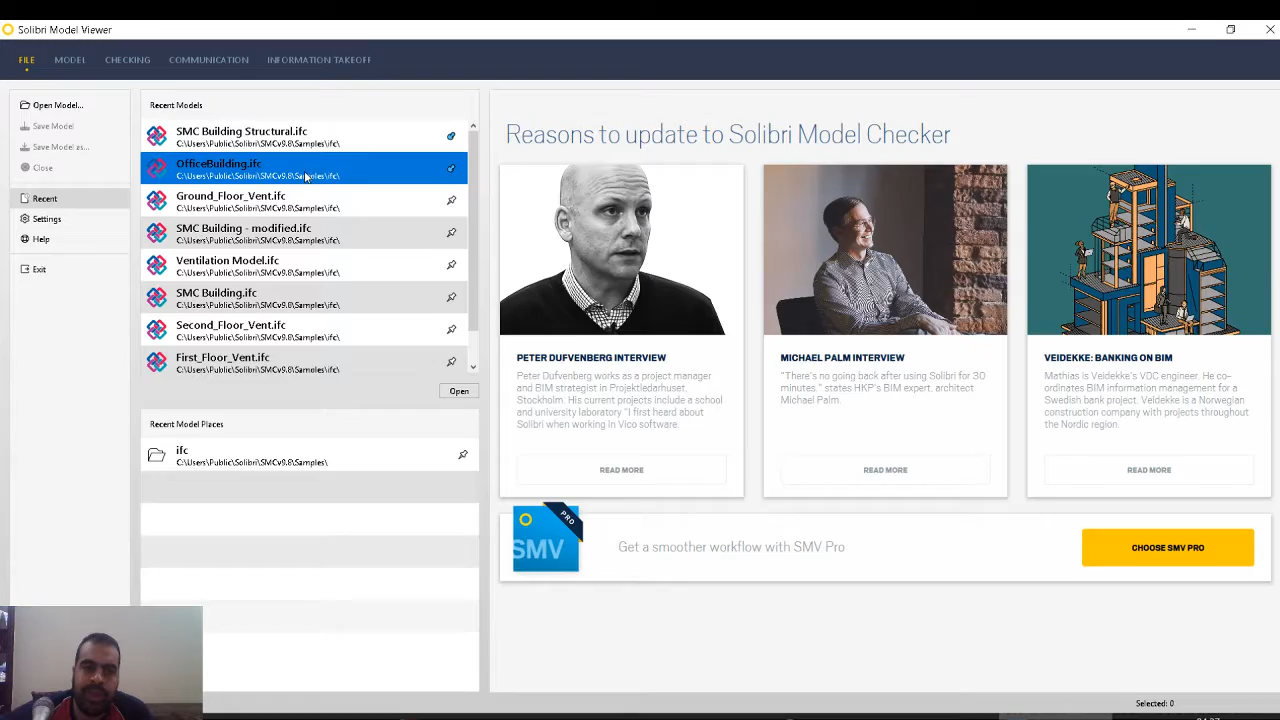 Solibri Model Viewer
FILE
MODEL
CHECKING
COMMUNICATION
INFORMATION TAKEOFF
Open Model...
Save Model
Save Model as...
Close
Recent
Settings
Help
Exit
Recent Models
SMC Building Structural.ifc
C:\Users\Public\Solibri\SMCv9.8\Samples\ifc\
OfficeBuilding.ifc
C:\Users\Public\Solibri\SMCv9.8\Samples\ifc\
Ground_Floor_Vent.ifc
C:\Users\Public\Solibri\SMCv9.8\Samples\ifc\
SMC Building - modified.ifc
C:\Users\Public\Solibri\SMCv9.8\Samples\ifc\
Ventilation Model.ifc
C:\Users\Public\Solibri\SMCv9.8\Samples\ifc\
SMC Building.ifc
C:\Users\Public\Solibri\SMCv9.8\Samples\ifc\
Second_Floor_Vent.ifc
C:\Users\Public\Solibri\SMCv9.8\Samples\ifc\
First_Floor_Vent.ifc
C:\Users\Public\Solibri\SMCv9.8\Samples\ifc\
Open
Recent Model Places
ifc
C:\Users\Public\Solibri\SMCv9.8\Samples\
Reasons to update to Solibri Model Checker
PETER DUFVENBERG INTERVIEW
Peter Dufvenberg works as a project manager
and BIM strategist in Projektledarhuset,
Stockholm. His current projects include a school
and university laboratory "I first heard about
Solibri when working in Vico software.
READ MORE
MICHAEL PALM INTERVIEW
"There's no going back after using Solibri for 30
minutes." states HKP's BIM expert, architect
Michael Palm.
READ MORE
VEIDEKKE: BANKING ON BIM
Mathias is Veidekke's VDC engineer. He co-
ordinates BIM information management for a
Swedish bank project. Veidekke is a Norwegian
construction company with projects throughout
the Nordic region.
READ MORE
SMV
PRO
Get a smoother workflow with SMV Pro
CHOOSE SMV PRO
Selected: 0